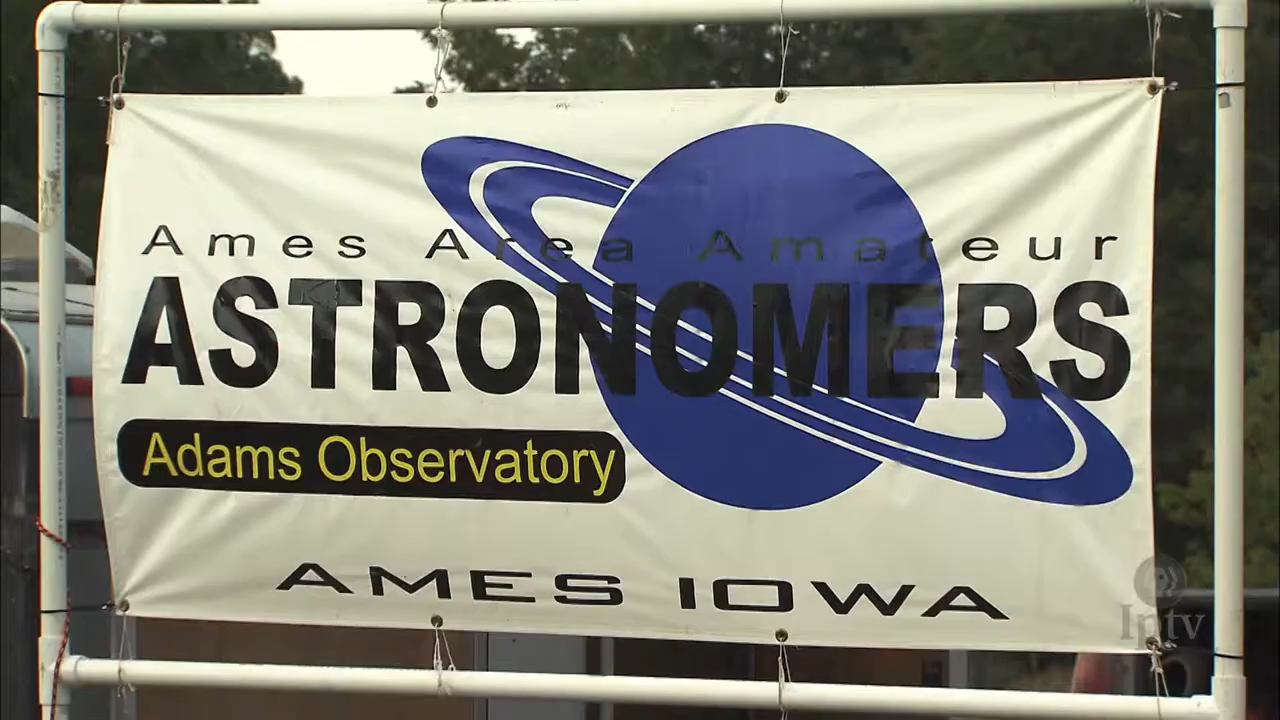 Ames Area Amateur
ASTRONOMERS
Adams Observatory
AMES IOWA
Iptv